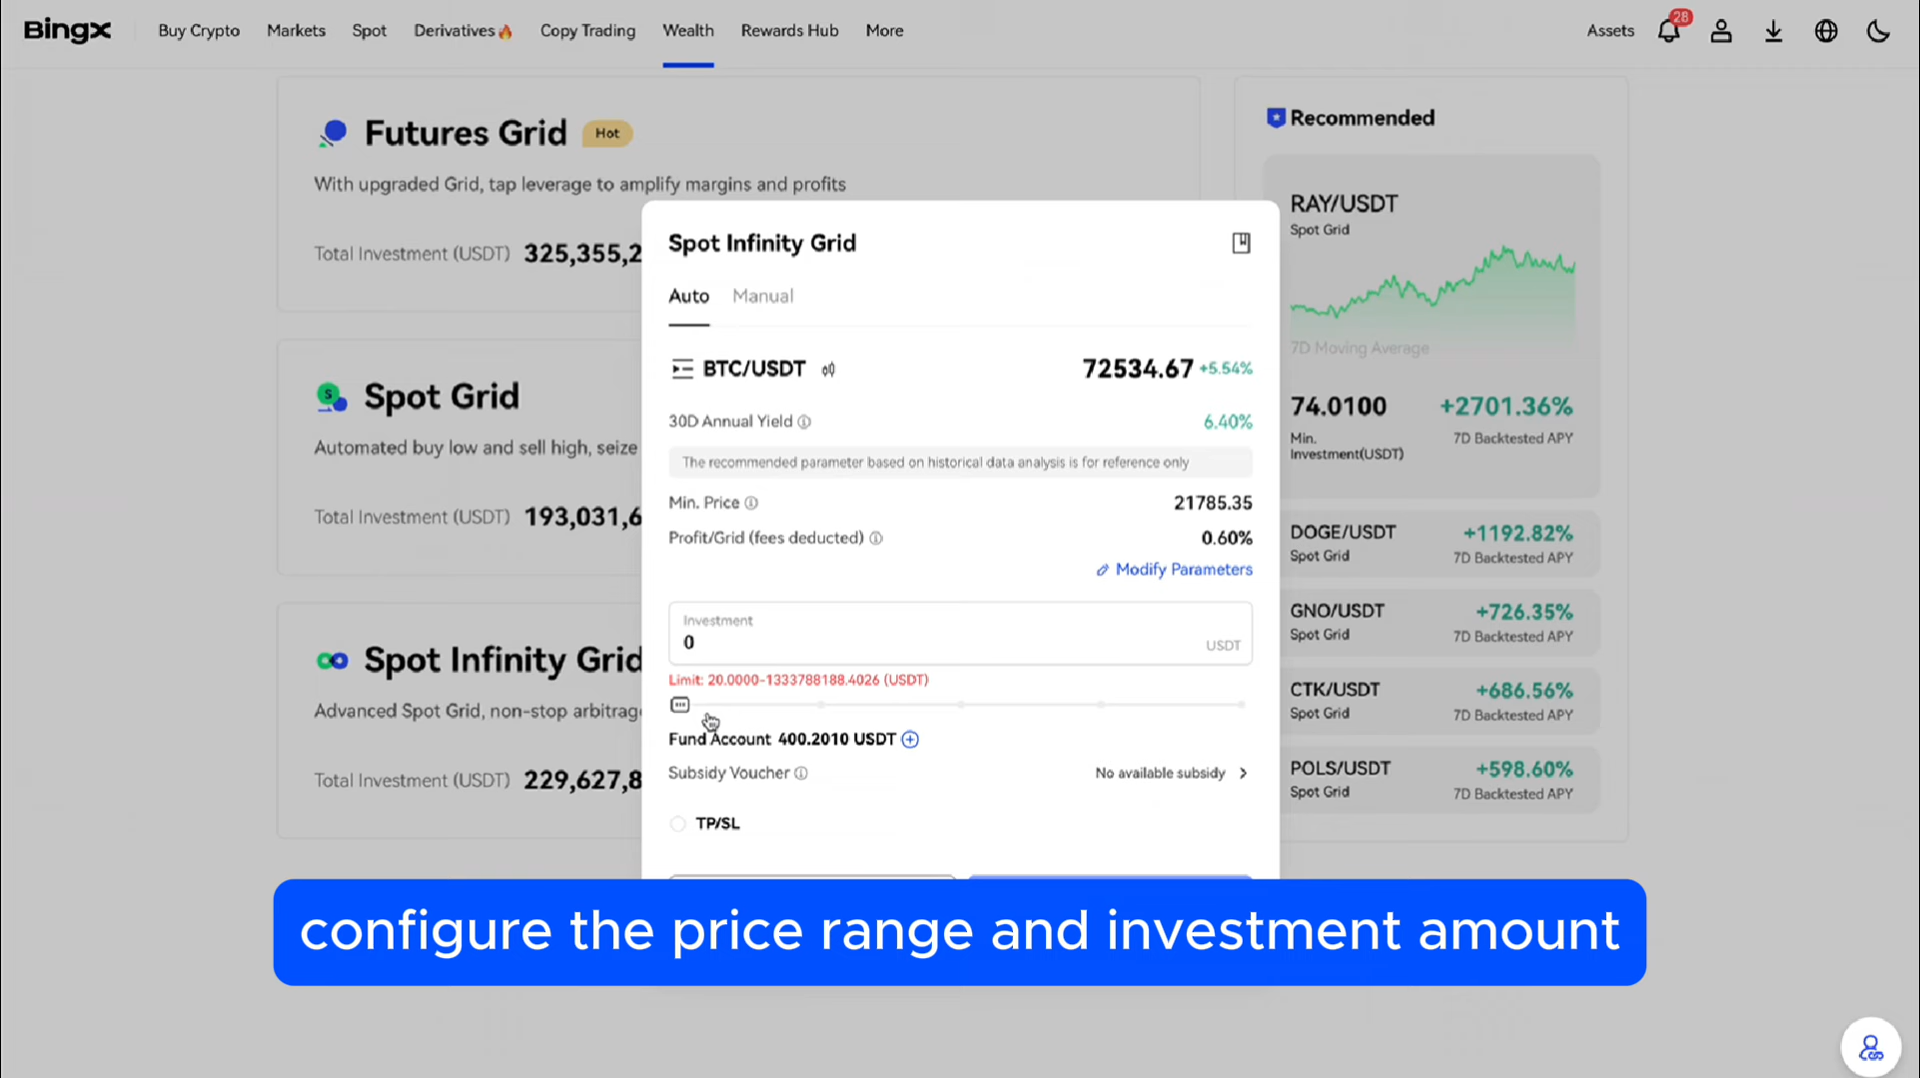 BingX
Buy Crypto
Markets
Spot
Derivatives
Copy Trading
Wealth
Rewards Hub
More
Assets
28
Futures Grid
Hot
With upgraded Grid, tap leverage to amplify margins and profits
Total Investment (USDT) 325,355,2
Spot Grid
Automated buy low and sell high, seize
Total Investment (USDT) 193,031,6
Spot Infinity Grid
Advanced Spot Grid, non-stop arbitrag
Total Investment (USDT) 229,627,8
Spot Infinity Grid
Auto
Manual
BTC/USDT
72534.67 +5.54%
30D Annual Yield
6.40%
The recommended parameter based on historical data analysis is for reference only
Min. Price
21785.35
Profit/Grid (fees deducted)
0.60%
Modify Parameters
Investment
0
USDT
Limit: 20.0000-1333788188.4026 (USDT)
Fund Account 400.2010 USDT
Subsidy Voucher
No available subsidy
TP/SL
Recommended
RAY/USDT
Spot Grid
7D Moving Average
74.0100
+2701.36%
Min.
Investment(USDT)
7D Backtested APY
DOGE/USDT
+1192.82%
Spot Grid
7D Backtested APY
GNO/USDT
+726.35%
Spot Grid
7D Backtested APY
CTK/USDT
+686.56%
Spot Grid
7D Backtested APY
POLS/USDT
+598.60%
Spot Grid
7D Backtested APY
configure the price range and investment amount